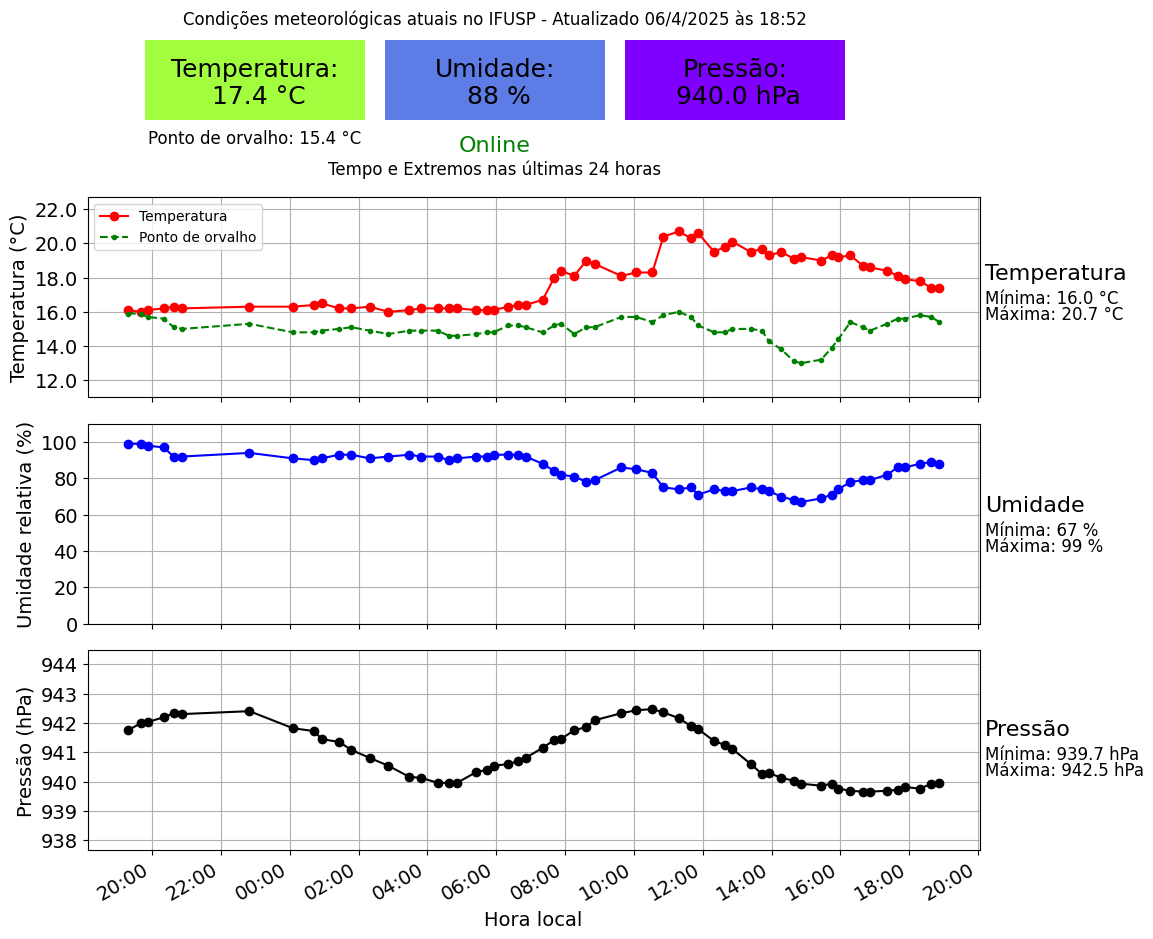 Condições meteorológicas atuais no IFUSP - Atualizado 06/4/2025 às 18:52
Temperatura:
17.4 °C
Umidade:
88 %
Pressão:
940.0 hPa
Ponto de orvalho: 15.4 °C
Online
Tempo e Extremos nas últimas 24 horas
Temperatura (°C)
22.0
20.0
18.0
16.0
14.0
12.0
Temperatura
Ponto de orvalho
Temperatura
Mínima: 16.0 °C
Máxima: 20.7 °C
Umidade relativa (%)
100
80
60
40
20
0
Umidade
Mínima: 67 %
Máxima: 99 %
Pressão (hPa)
944
943
942
941
940
939
938
Pressão
Mínima: 939.7 hPa
Máxima: 942.5 hPa
20:00 22:00 00:00 02:00 04:00 06:00 08:00 10:00 12:00 14:00 16:00 18:00 20:00
Hora local